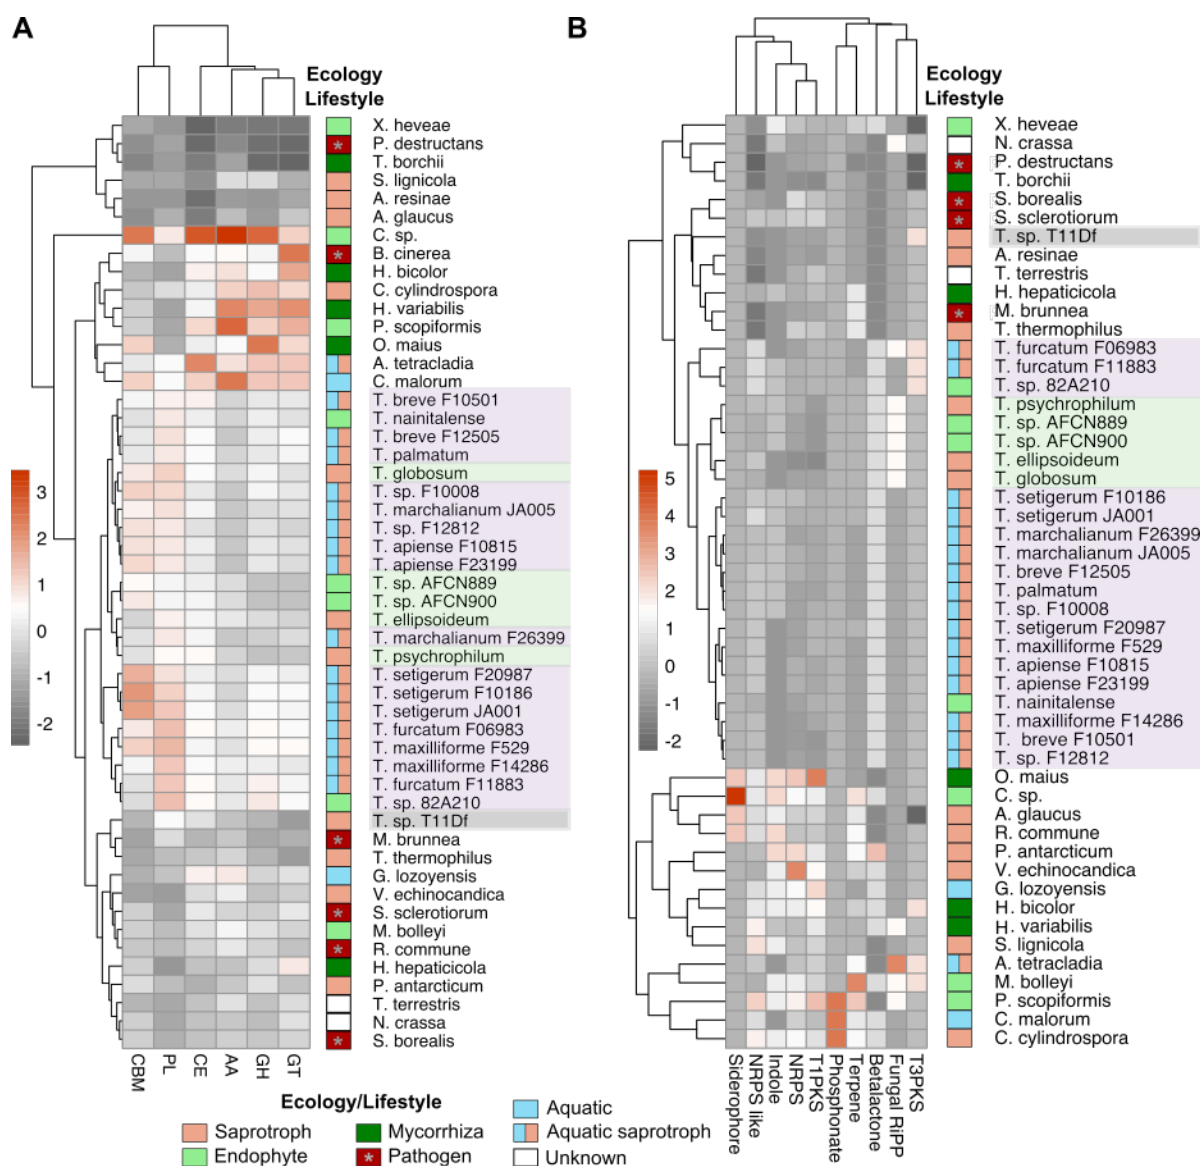 A
Ecology
Lifestyle
X. heveae
P. destructans
*
T. borchii
S. lignicola
A. resinae
A. glaucus
C. sp.
B. cinerea
*
H. bicolor
C. cylindrospora
H. variabilis
P. scopiformis
O. maius
A. tetracladia
C. malorum
T. breve F10501
T. nainitalense
T. breve F12505
T. palmatum
T. globosum
T. sp. F10008
T. marchalianum JA005
T. sp. F12812
T. apiense F10815
T. apiense F23199
T. sp. AFCN889
T. sp. AFCN900
T. ellipsoideum
T. marchalianum F26399
T. psychrophilum
T. setigerum F20987
T. setigerum F10186
T. setigerum JA001
T. furcatum F06983
T. maxilliforme F529
T. maxilliforme F14286
T. furcatum F11883
T. sp. 82A210
T. sp. T11Df
M. brunnea
*
T. thermophilus
G. lozoyensis
V. echinocandica
S. sclerotiorum
*
M. bolleyi
R. commune
*
H. hepaticicola
P. antarcticum
T. terrestris
N. crassa
S. borealis
*
3
2
1
0
-1
-2
CBM
PL
CE
AA
GH
GT
B
Ecology
Lifestyle
X. heveae
N. crassa
P. destructans
*
T. borchii
S. borealis
*
S. sclerotiorum
*
T. sp. T11Df
A. resinae
T. terrestris
H. hepaticicola
M. brunnea
*
T. thermophilus
T. furcatum F06983
T. furcatum F11883
T. sp. 82A210
T. psychrophilum
T. sp. AFCN889
T. sp. AFCN900
T. ellipsoideum
T. globosum
T. setigerum F10186
T. setigerum JA001
T. marchalianum F26399
T. marchalianum JA005
T. breve F12505
T. palmatum
T. sp. F10008
T. setigerum F20987
T. maxilliforme F529
T. apiense F10815
T. apiense F23199
T. nainitalense
T. maxilliforme F14286
T. breve F10501
T. sp. F12812
O. maius
C. sp.
A. glaucus
R. commune
P. antarcticum
V. echinocandica
G. lozoyensis
H. bicolor
H. variabilis
S. lignicola
A. tetracladia
M. bolleyi
P. scopiformis
C. malorum
C. cylindrospora
5
4
3
2
1
0
-1
-2
Siderophore
NRPS like
Indole
NRPS
T1PKS
Phosphonate
Terpene
Betalactone
Fungal RiPP
T3PKS
Ecology/Lifestyle
Saprotroph
Endophyte
Mycorrhiza
* Pathogen
Aquatic
Aquatic saprotroph
Unknown